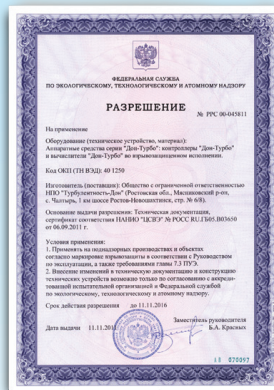 ФЕДЕРАЛЬНАЯ СЛУЖБА
ПО ЭКОЛОГИЧЕСКОМУ, ТЕХНОЛОГИЧЕСКОМУ И АТОМНОМУ НАДЗОРУ
РАЗРЕШЕНИЕ
№ РРС 00-045811
На применение
Оборудование (техническое устройство, материал):
Аппаратные средства серии "Дон-Турбо": контроллеры "Дон-Турбо"
и вычислители "Дон-Турбо" во взрывозащищенном исполнении.
Код ОКП (ТН ВЭД): 40 1250
Изготовитель (поставщик): Общество с ограниченной ответственностью
НПО "Турбулентность-Дон" (Ростовская обл., Мясниковский р-он,
с. Чалтырь, 1 км шоссе Ростов-Новошахтинск, стр. № 6/8).
Основание выдачи разрешения: Техническая документация,
сертификат соответствия НАНИО "ЦСВЭ" № РОСС RU.ГБ05.В03650
от 06.09.2011 г.
Условия применения:
1. Применять на поднадзорных производствах и объектах
согласно маркировке взрывозащиты в соответствии с Руководством
по эксплуатации, а также требованиями главы 7.3 ПУЭ.
2. Внесение изменений в техническую документацию и конструкцию
технических устройств возможно только по согласованию с аккреди-
тованной испытательной организацией и Федеральной службой
по экологическому, технологическому и атомному надзору.
Срок действия разрешения до 11.11.2016
Заместитель руководителя
Дата выдачи 11.11.2011
Б.А. Красных
020097